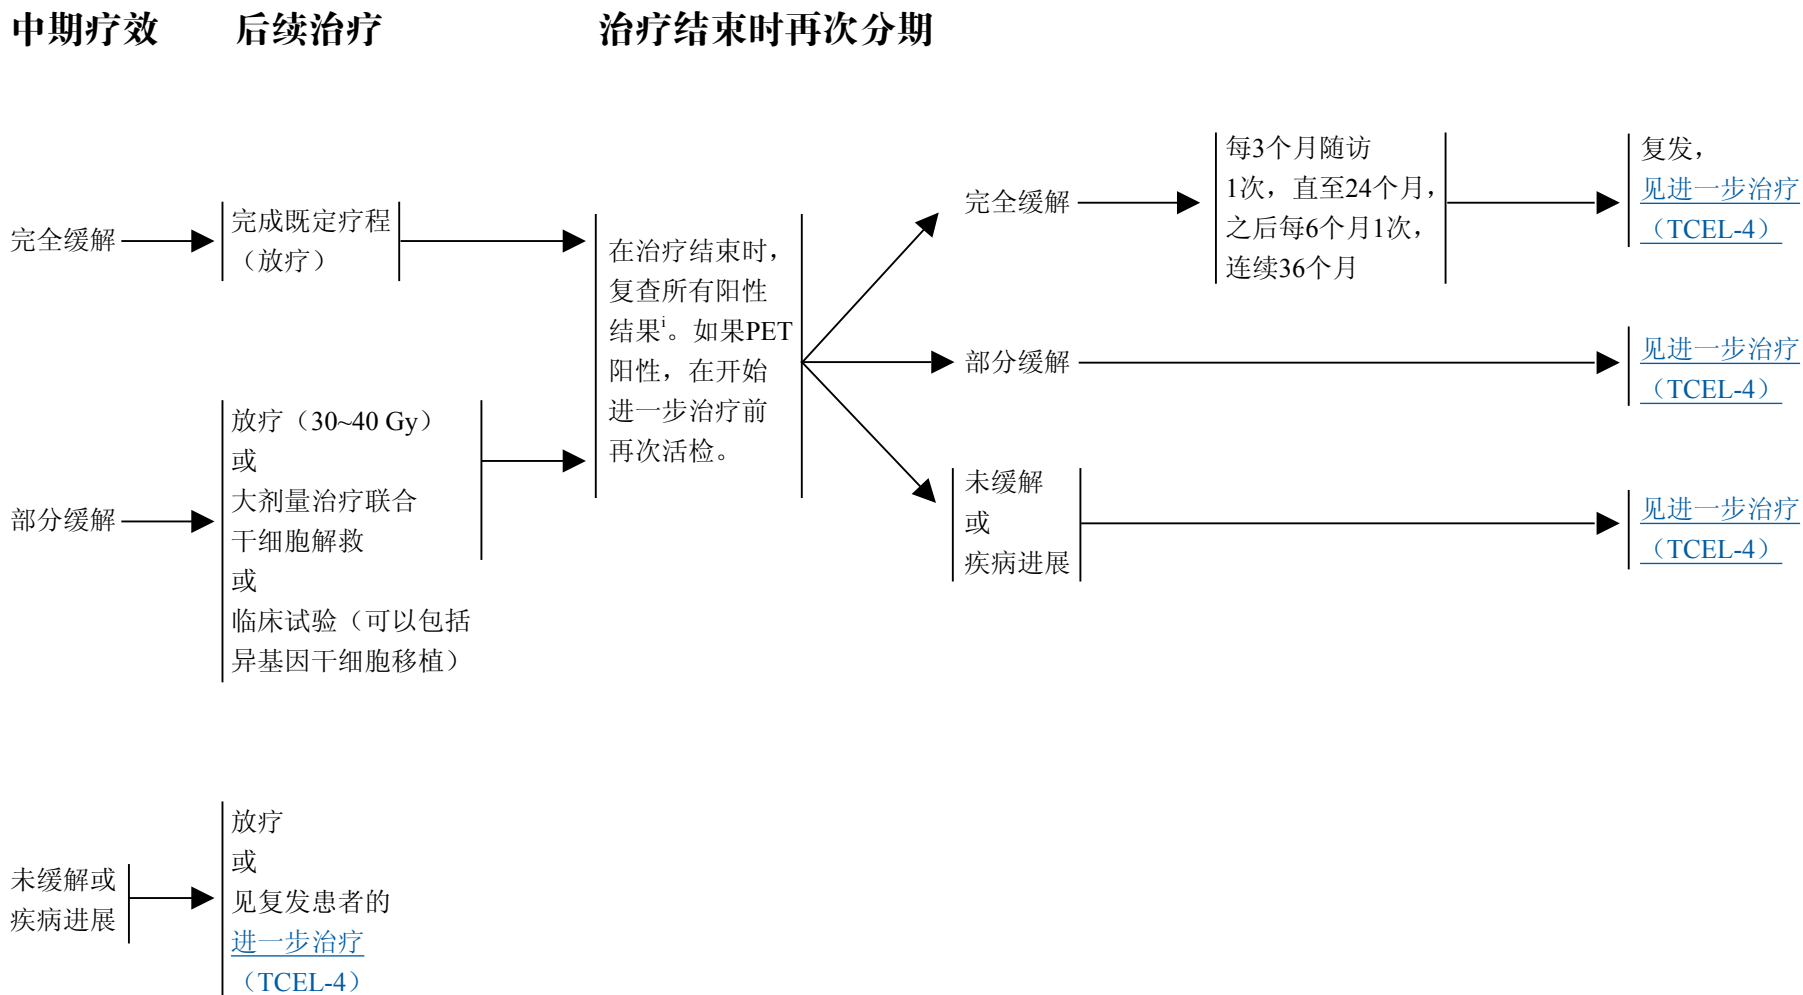 中期疗效
后续治疗
治疗结束时再次分期
完全缓解
完成既定疗程
（放疗）
部分缓解
放疗（30~40 Gy）
或
大剂量治疗联合
干细胞解救
或
临床试验（可以包括
异基因干细胞移植）
在治疗结束时，
复查所有阳性
结果i。如果PET
阳性，在开始
进一步治疗前
再次活检。
完全缓解
每3个月随访
1次，直至24个月，
之后每6个月1次，
连续36个月
复发，
见进一步治疗
（TCEL-4）
部分缓解
见进一步治疗
（TCEL-4）
未缓解
或
疾病进展
见进一步治疗
（TCEL-4）
未缓解或
疾病进展
放疗
或
见复发患者的
进一步治疗
（TCEL-4）